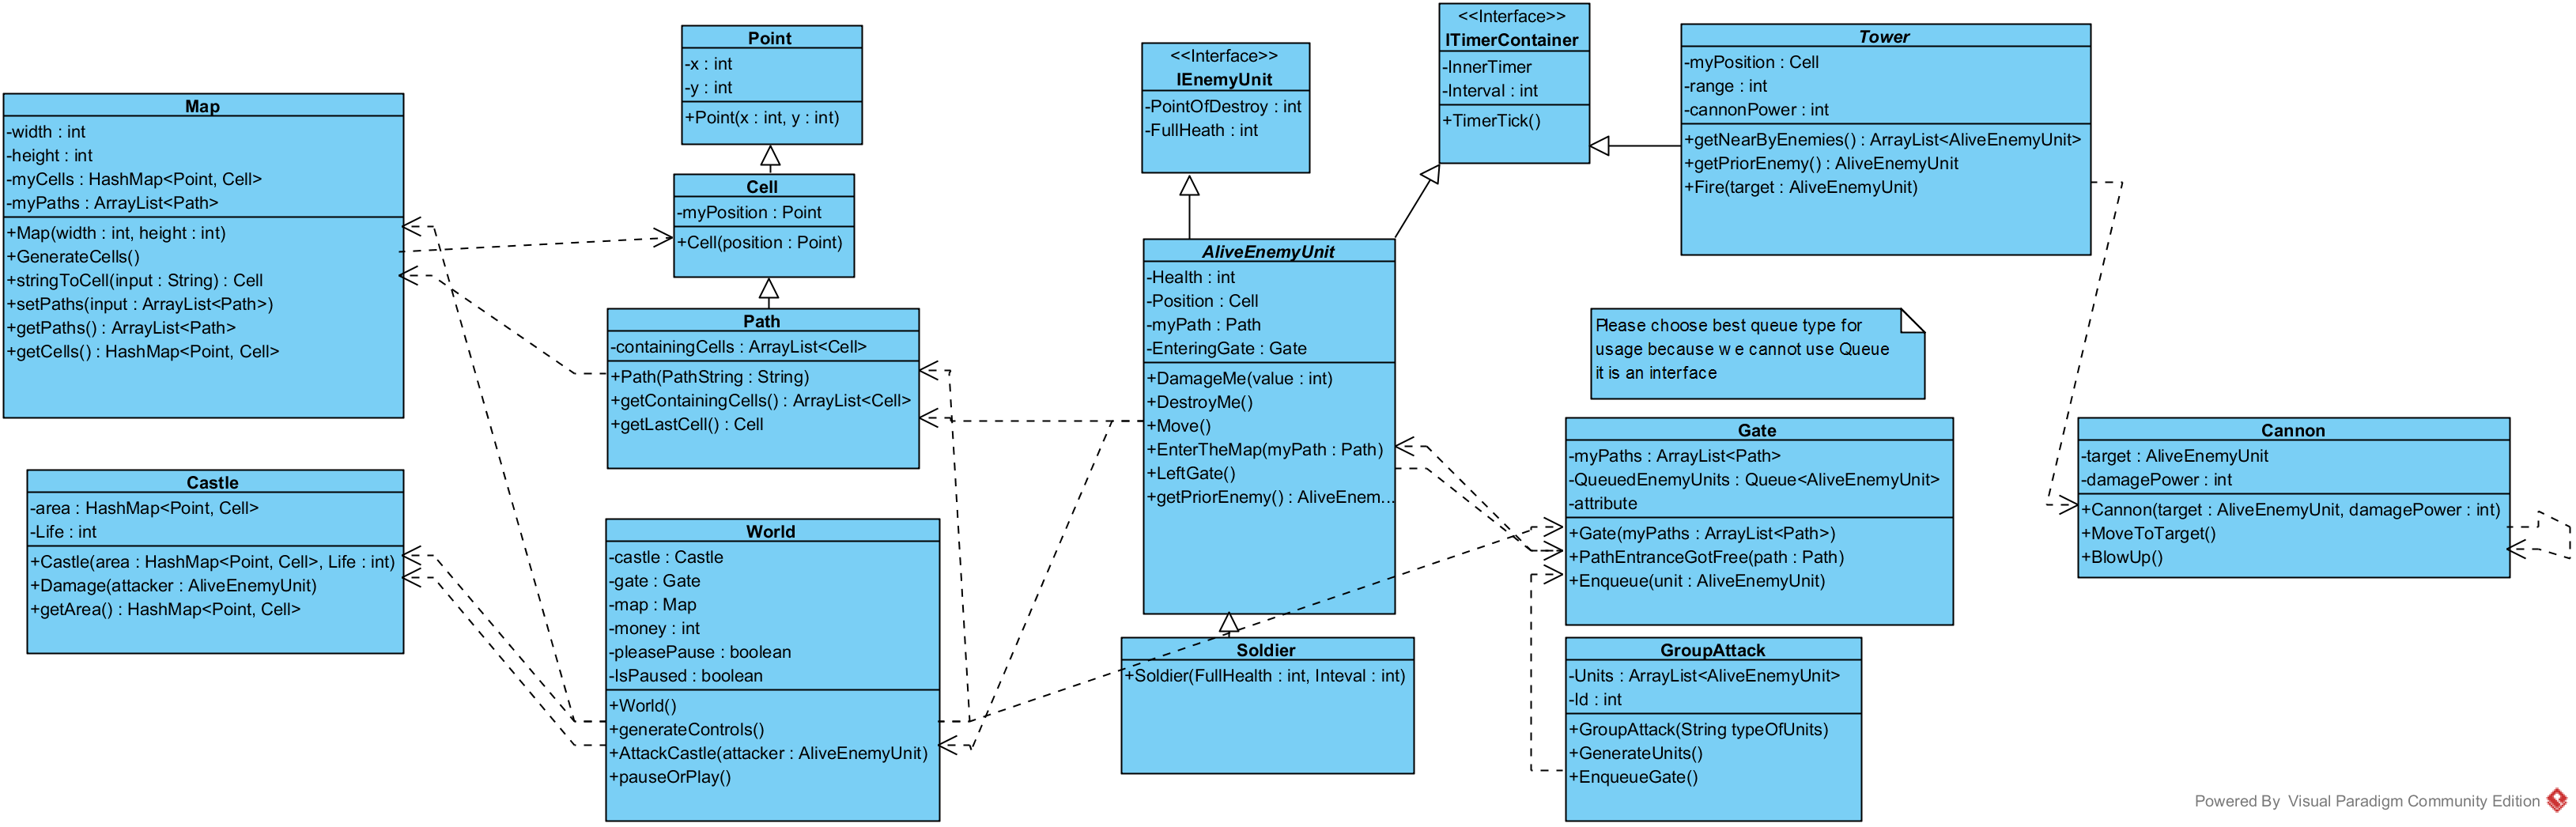 Map
-width : int
-height : int
-myCells : HashMap<Point, Cell>
-myPaths : ArrayList<Path>
+Map(width : int, height : int)
+GenerateCells()
+stringToCell(input : String) : Cell
+setPaths(input : ArrayList<Path>)
+getPaths() : ArrayList<Path>
+getCells() : HashMap<Point, Cell>
Castle
-area : HashMap<Point, Cell>
-Life : int
+Castle(area : HashMap<Point, Cell>, Life : int)
+Damage(attacker : AliveEnemyUnit)
+getArea() : HashMap<Point, Cell>
Point
-x : int
-y : int
+Point(x : int, y : int)
Cell
-myPosition : Point
+Cell(position : Point)
Path
-containingCells : ArrayList<Cell>
+Path(PathString : String)
+getContainingCells() : ArrayList<Cell>
+getLastCell() : Cell
World
-castle : Castle
-gate : Gate
-map : Map
-money : int
-pleasePause : boolean
-IsPaused : boolean
+World()
+generateControls()
+AttackCastle(attacker : AliveEnemyUnit)
+pauseOrPlay()
<<Interface>>
IEnemyUnit
-PointOfDestroy : int
-FullHeath : int
<<Interface>>
ITimerContainer
-InnerTimer
-Interval : int
+TimerTick()
Tower
-myPosition : Cell
-range : int
-cannonPower : int
+getNearByEnemies() : ArrayList<AliveEnemyUnit>
+getPriorEnemy() : AliveEnemyUnit
+Fire(target : AliveEnemyUnit)
AliveEnemyUnit
-Health : int
-Position : Cell
-myPath : Path
-EnteringGate : Gate
+DamageMe(value : int)
+DestroyMe()
+Move()
+EnterTheMap(myPath : Path)
+LeftGate()
+getPriorEnemy() : AliveEnem...
Soldier
+Soldier(FullHealth : int, Inteval : int)
Please choose best queue type for
usage because we cannot use Queue
it is an interface
Gate
-myPaths : ArrayList<Path>
-QueuedEnemyUnits : Queue<AliveEnemyUnit>
-attribute
+Gate(myPaths : ArrayList<Path>)
+PathEntranceGotFree(path : Path)
+Enqueue(unit : AliveEnemyUnit)
GroupAttack
-Units : ArrayList<AliveEnemyUnit>
-Id : int
+GroupAttack(String typeOfUnits)
+GenerateUnits()
+EnqueueGate()
Cannon
-target : AliveEnemyUnit
-damagePower : int
+Cannon(target : AliveEnemyUnit, damagePower : int)
+MoveToTarget()
+BlowUp()
Powered By Visual Paradigm Community Edition